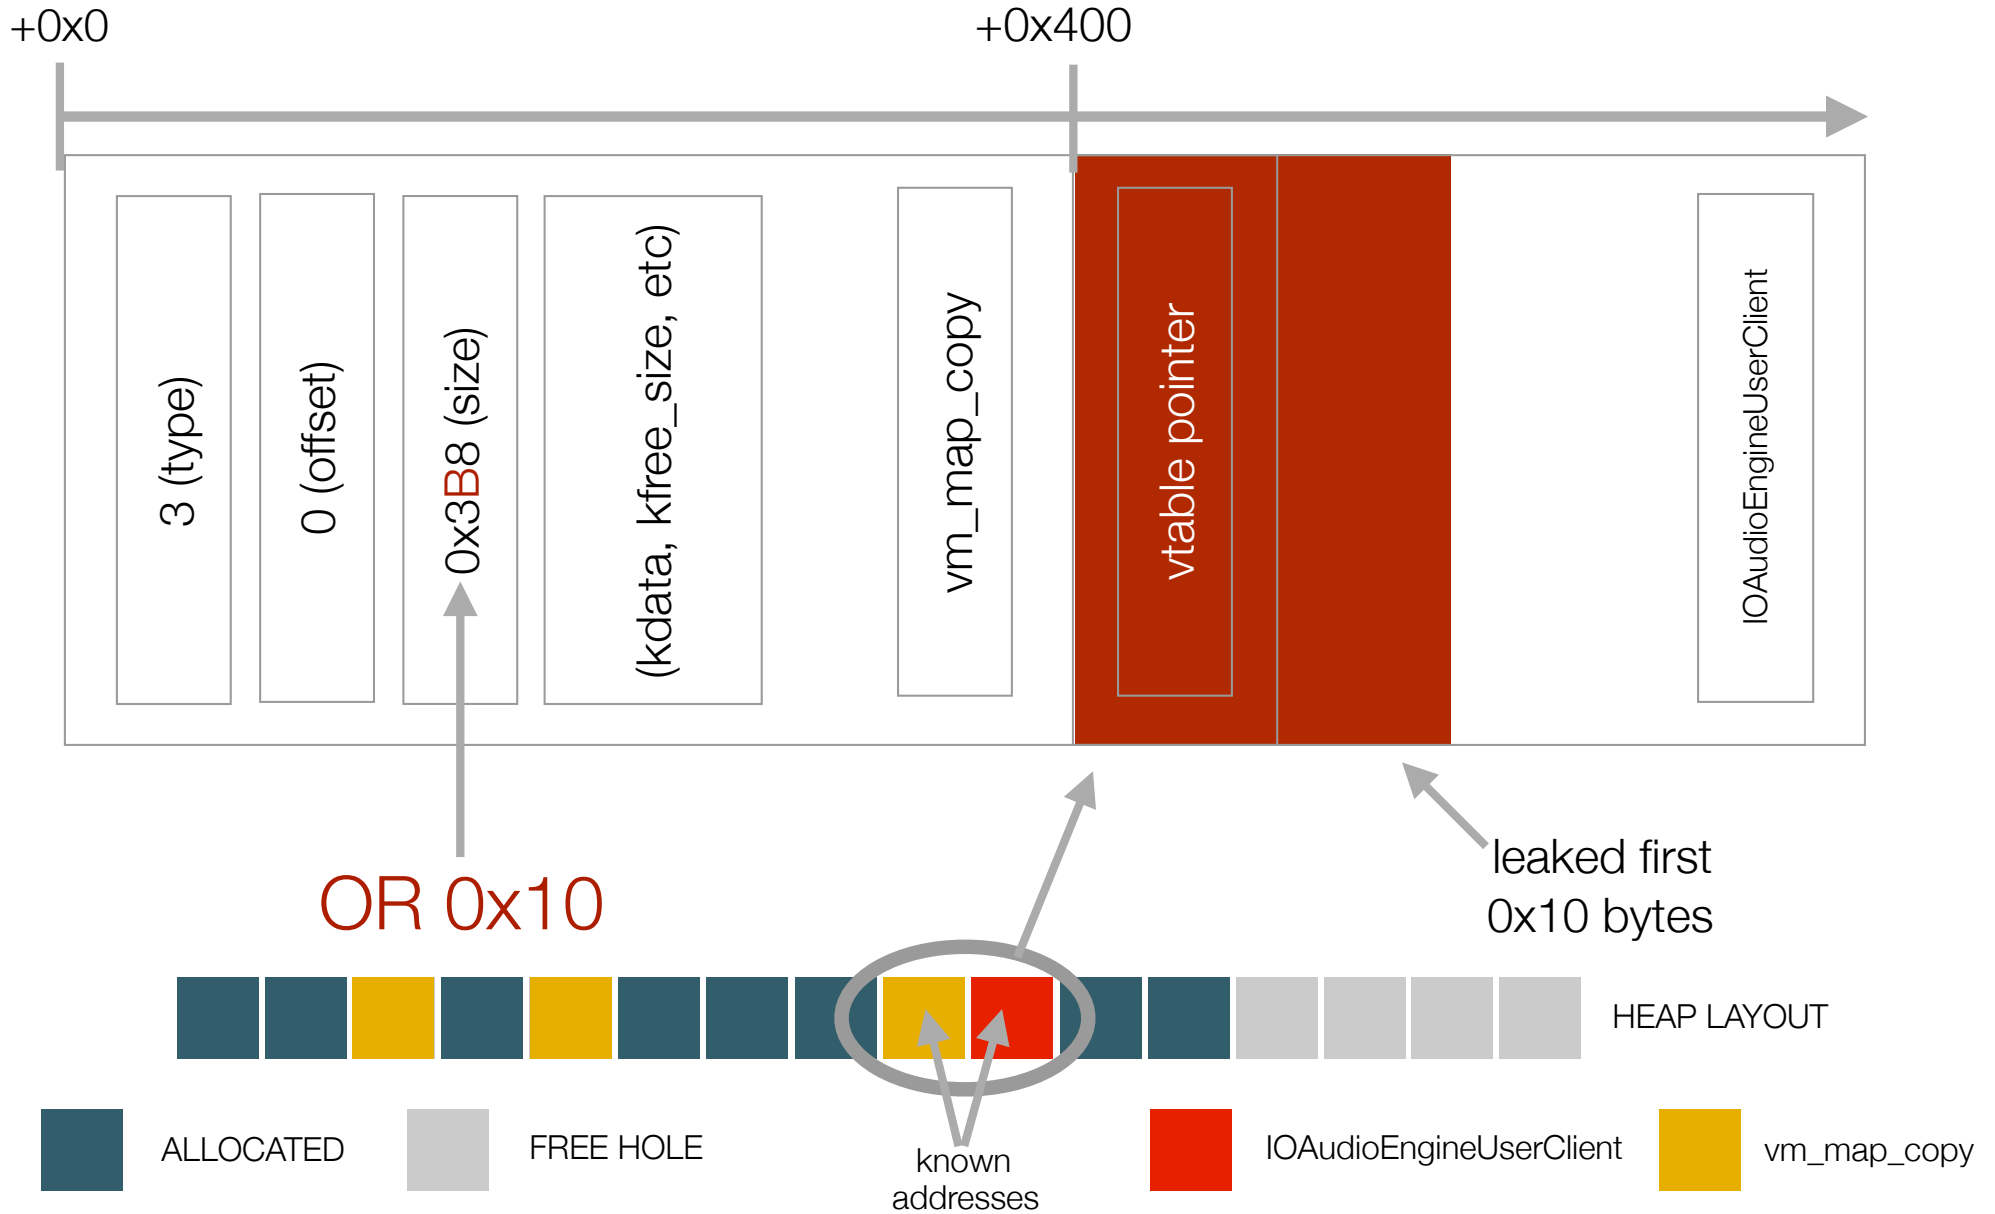 +0x0
+0x400
3 (type)
0 (offset)
0x3B8 (size)
(kdata, kfree_size, etc)
vm_map_copy
vtable pointer
IOAudioEngineUserClient
OR 0x10
leaked first
0x10 bytes
HEAP LAYOUT
ALLOCATED
FREE HOLE
known
addresses
IOAudioEngineUserClient
vm_map_copy